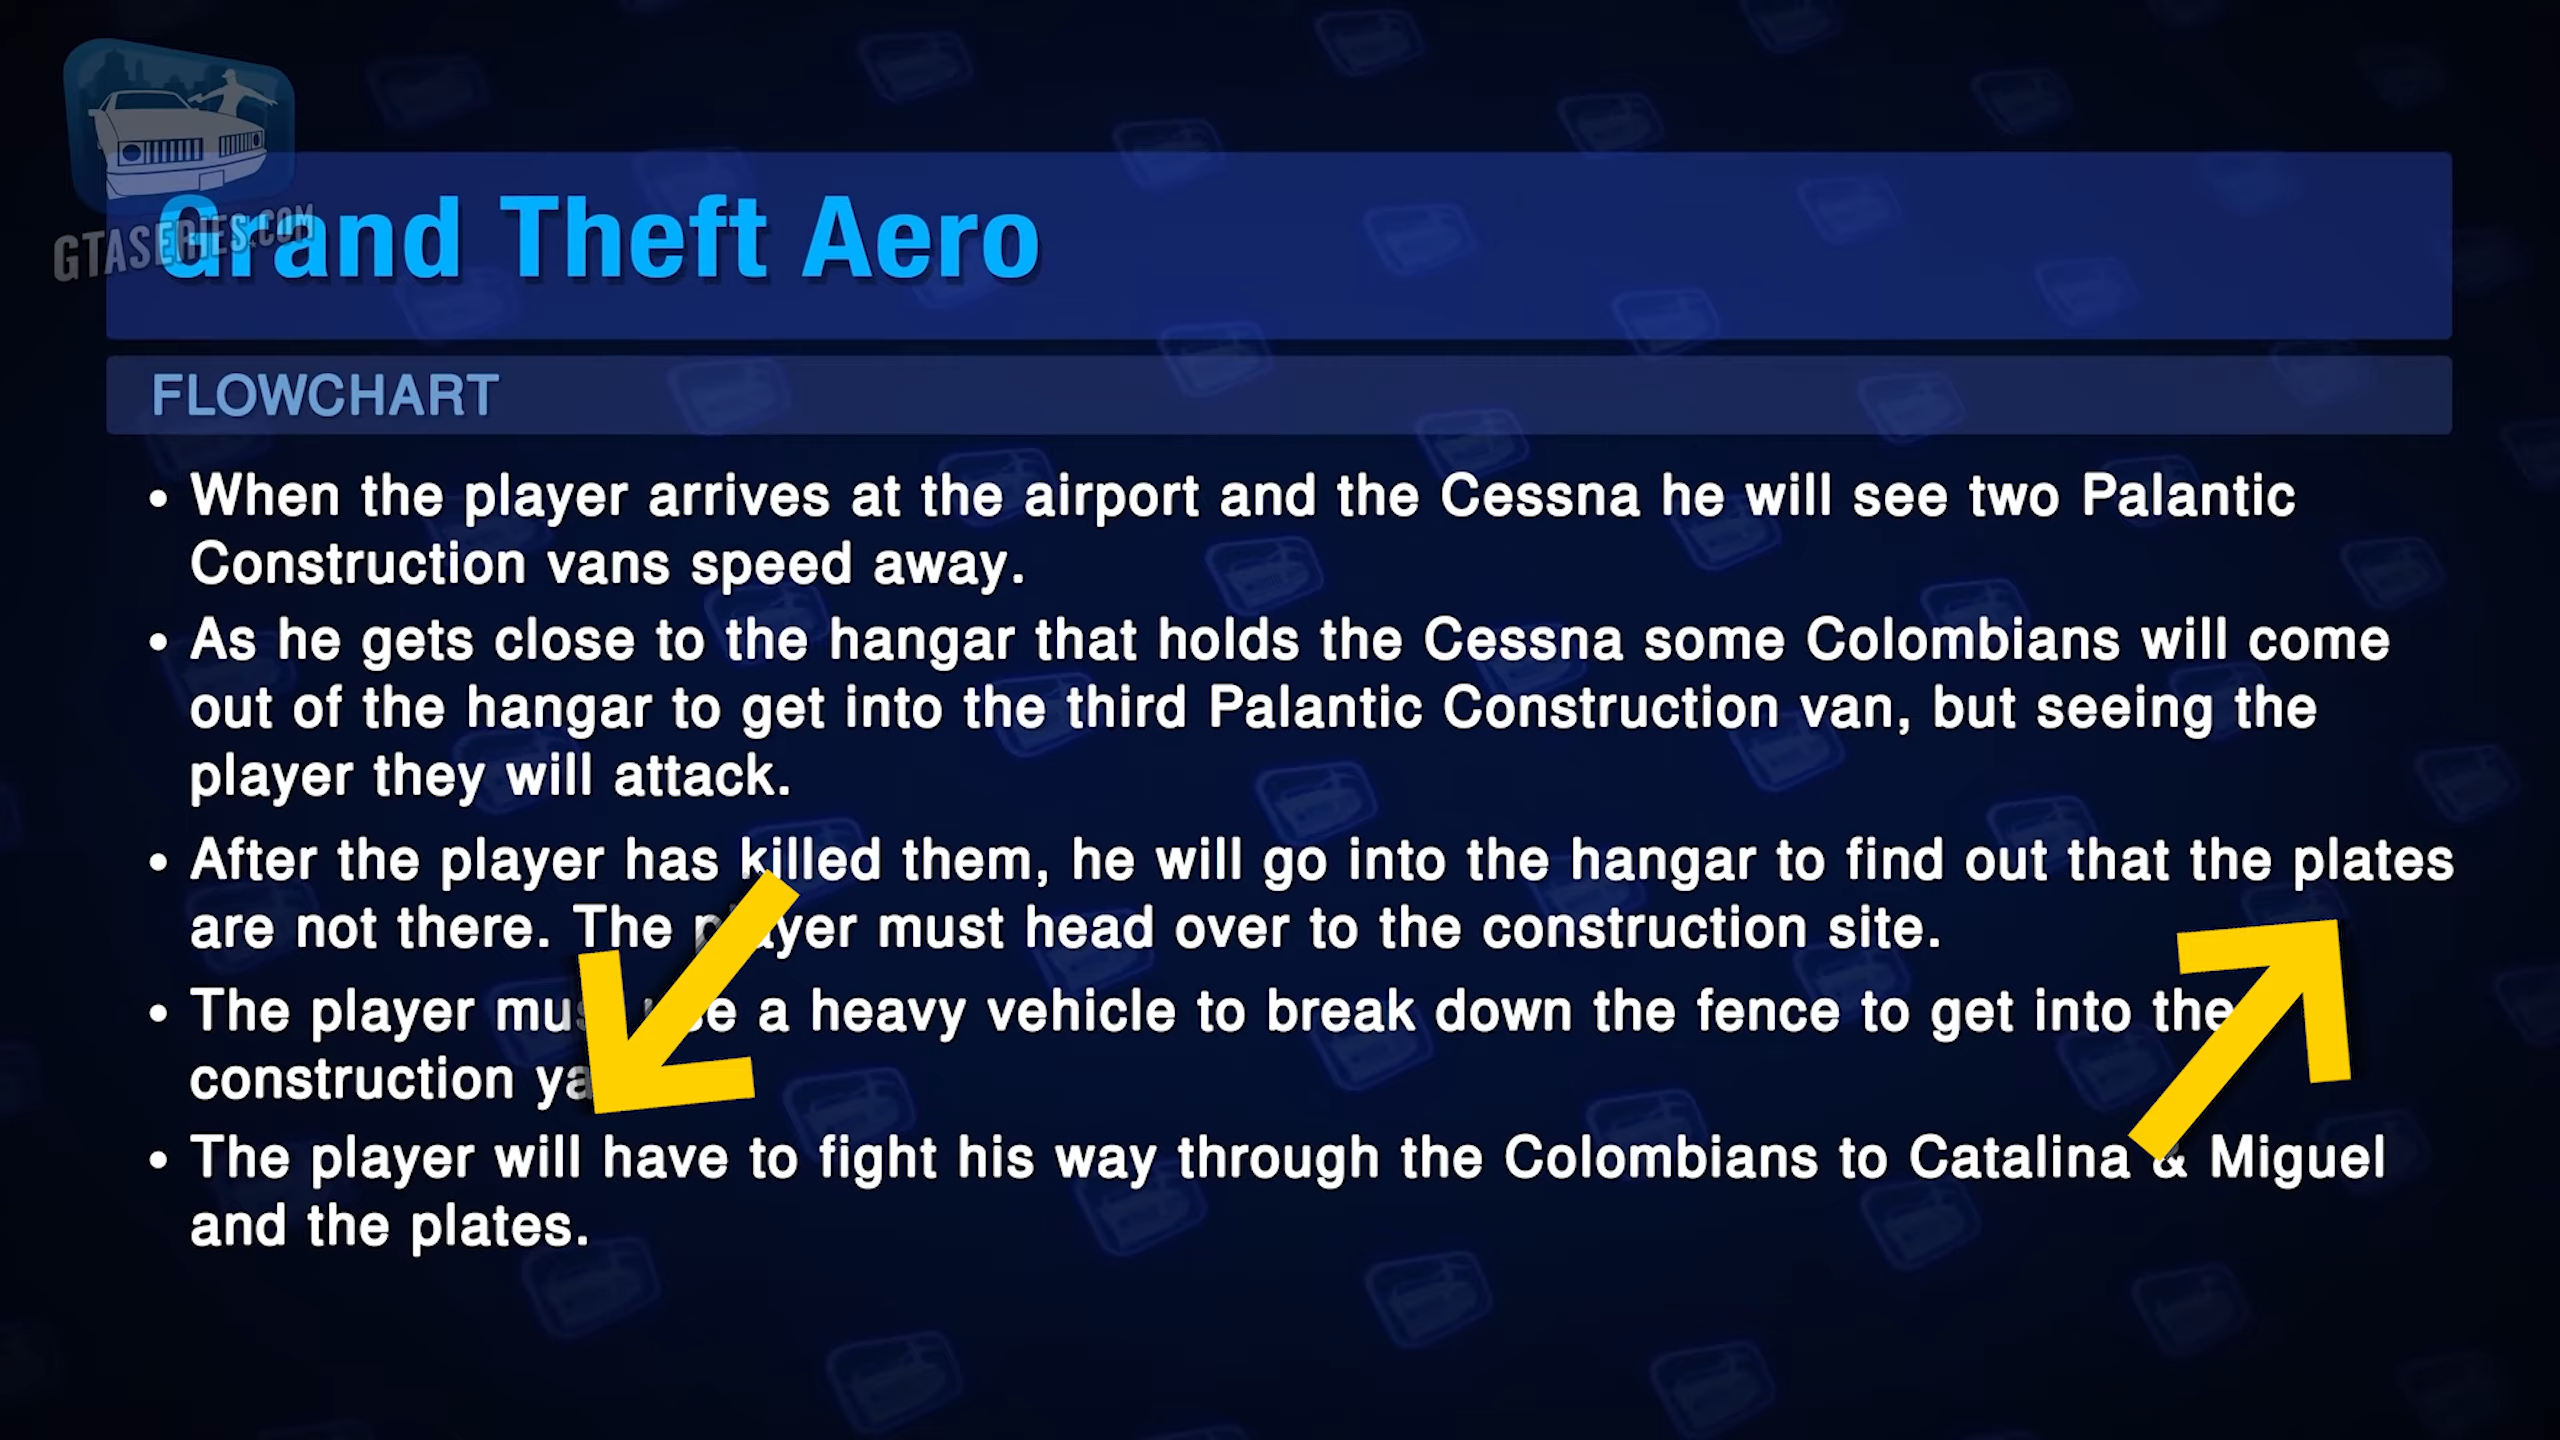 GTASERIES.COM
Grand Theft Aero
FLOWCHART
• When the player arrives at the airport and the Cessna he will see two Palantic
Construction vans speed away.
• As he gets close to the hangar that holds the Cessna some Colombians will come
out of the hangar to get into the third Palantic Construction van, but seeing the
player they will attack.
• After the player has killed them, he will go into the hangar to find out that the plates
are not there. The player must head over to the construction site.
• The player a heavy vehicle to break down the fence to get into the
construction
• The player will have to fight his way through the Colombians to Catalina & Miguel
and the plates.